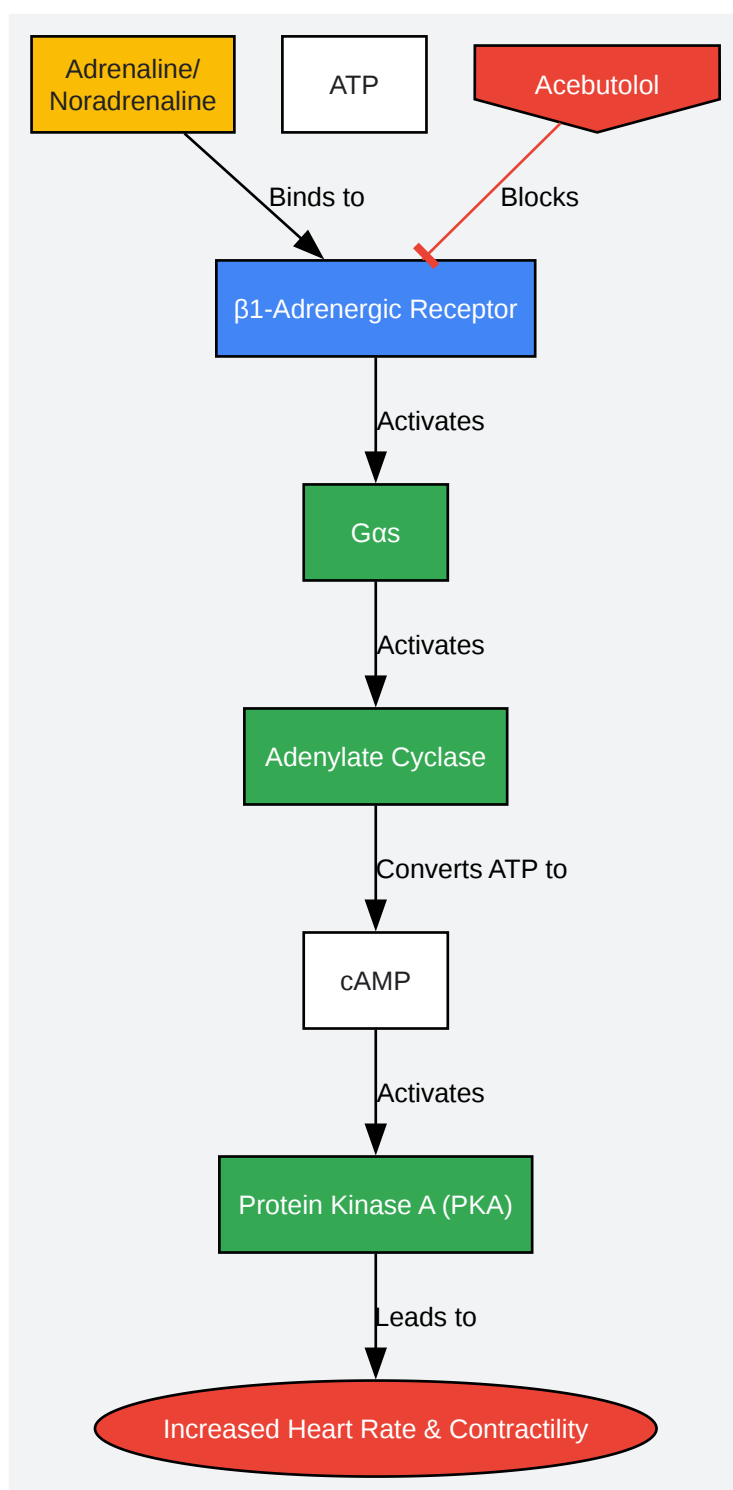 Adrenaline/
Noradrenaline
ATP
Acebutolol
Binds to
Blocks
β1-Adrenergic Receptor
Activates
Gαs
Activates
Adenylate Cyclase
Converts ATP to
cAMP
Activates
Protein Kinase A (PKA)
Leads to
Increased Heart Rate & Contractility